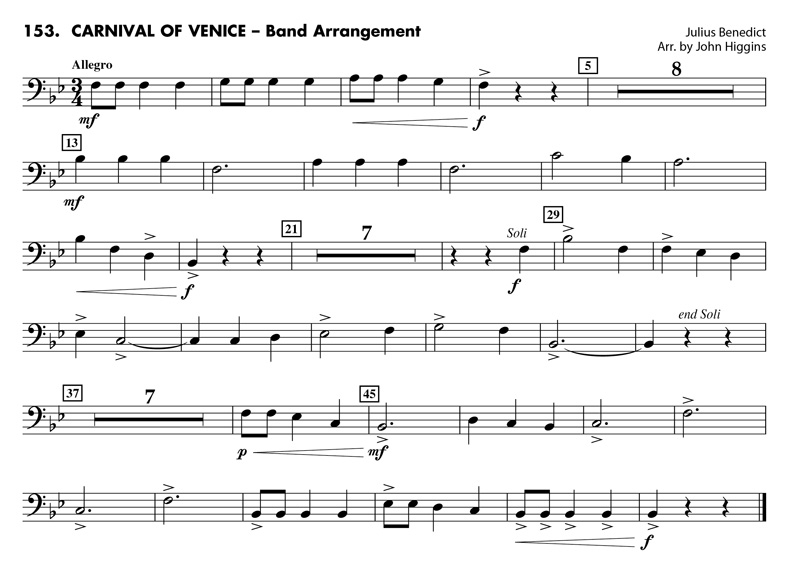 153. CARNIVAL OF VENICE – Band Arrangement
Julius Benedict
Arr. by John Higgins
Allegro
5
8
3
4
mf
f
13
mf
21
7
Soli
29
f
f
end Soli
37
7
45
p
mf
f